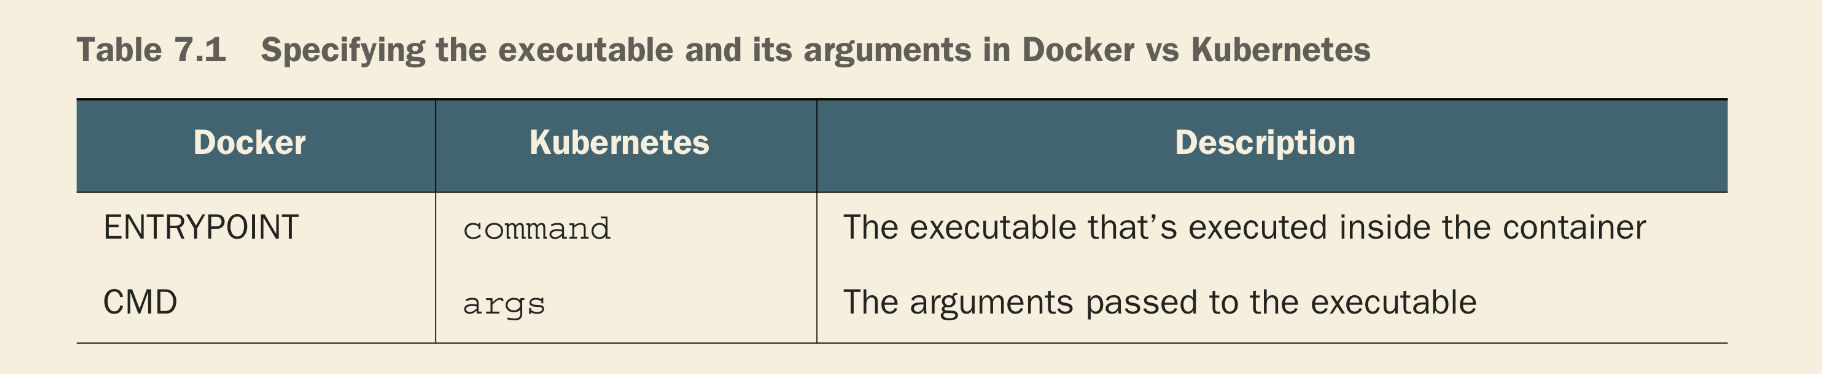 Table 7.1 Specifying the executable and its arguments in Docker vs Kubernetes
Docker Kubernetes Description
ENTRYPOINT command The executable that’s executed inside the container
CMD args The arguments passed to the executable